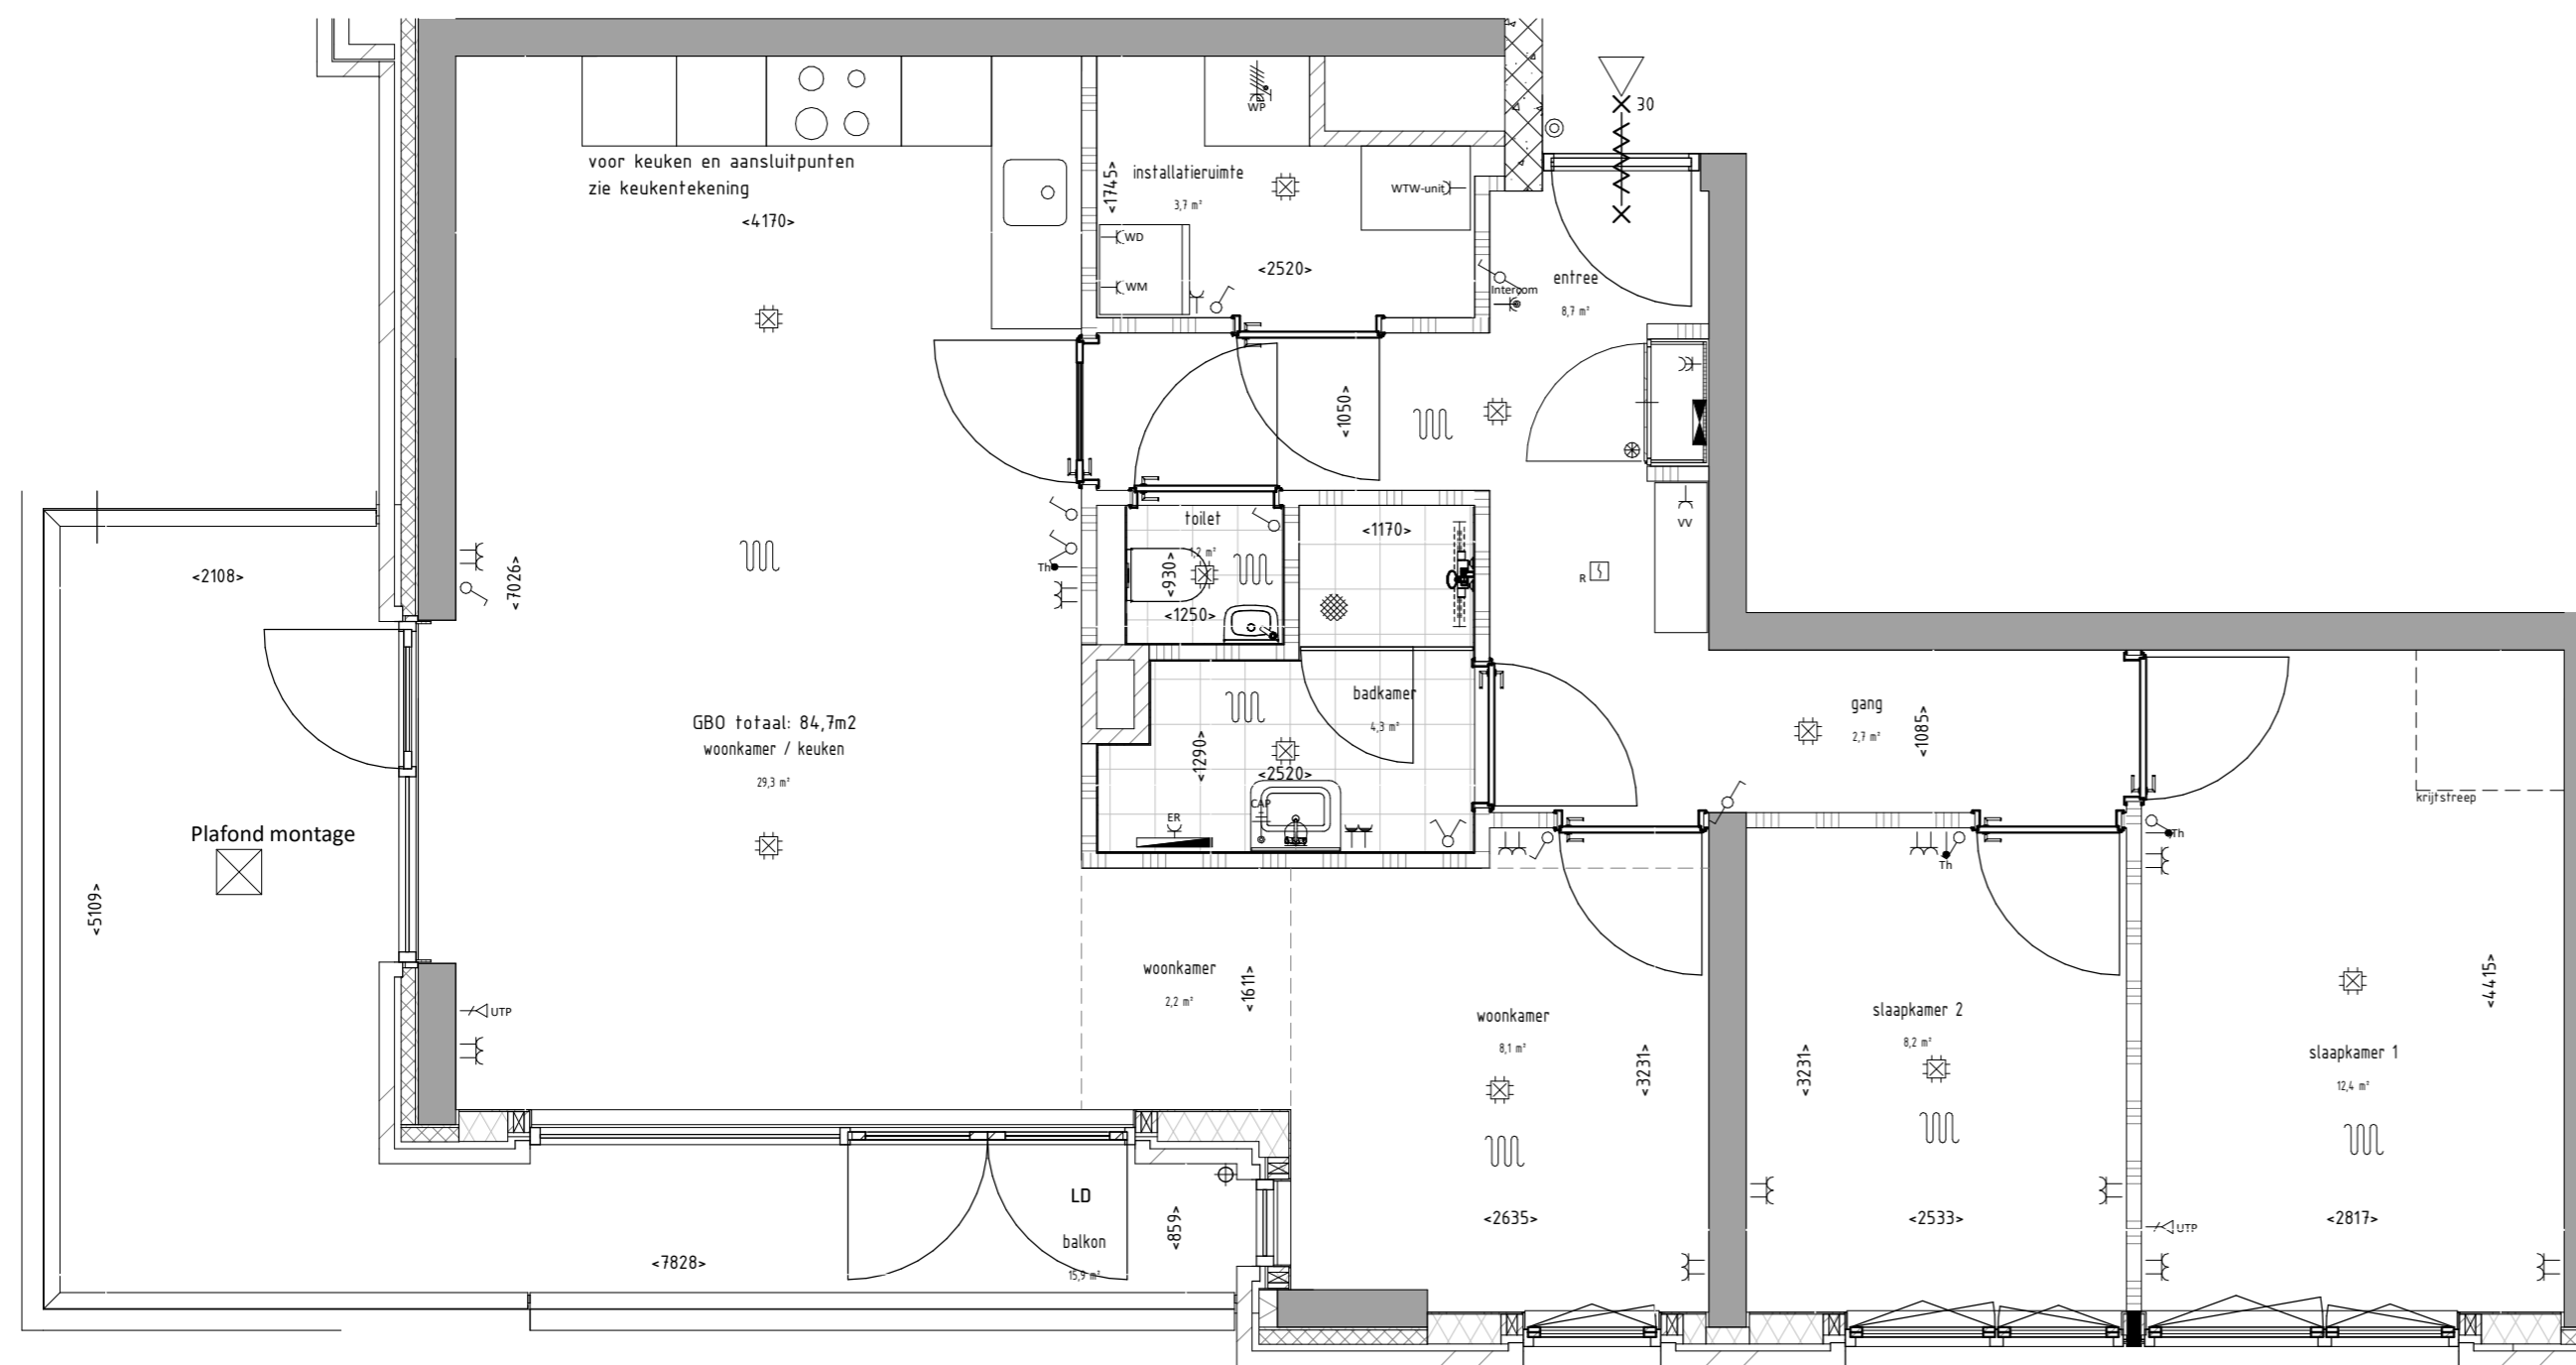 30
WP
voor keuken en aansluitpunten
zie keukentekening
<4170>
installatieruimte
3,7 m²
<1745>
WTW-unit
WD
WM
<2520>
entree
8,7 m²
Intercom
<1050>
toilet
<930>
<1250>
<1170>
VV
R
Th
<2108>
<7026>
GBO totaal: 84,7m2
woonkamer / keuken
29,3 m²
badkamer
4,3 m²
<1290>
<2520>
CAP
ER
gang
2,7 m²
<1085>
krijtstreep
Th
Th
Plafond montage
<5109>
UTP
woonkamer
2,2 m²
<1611>
woonkamer
8,1 m²
<3231>
<2635>
slaapkamer 2
8,2 m²
<3231>
<2533>
slaapkamer 1
12,4 m²
<4415>
<2817>
UTP
LD
balkon
15,9 m²
<859>
<7828>